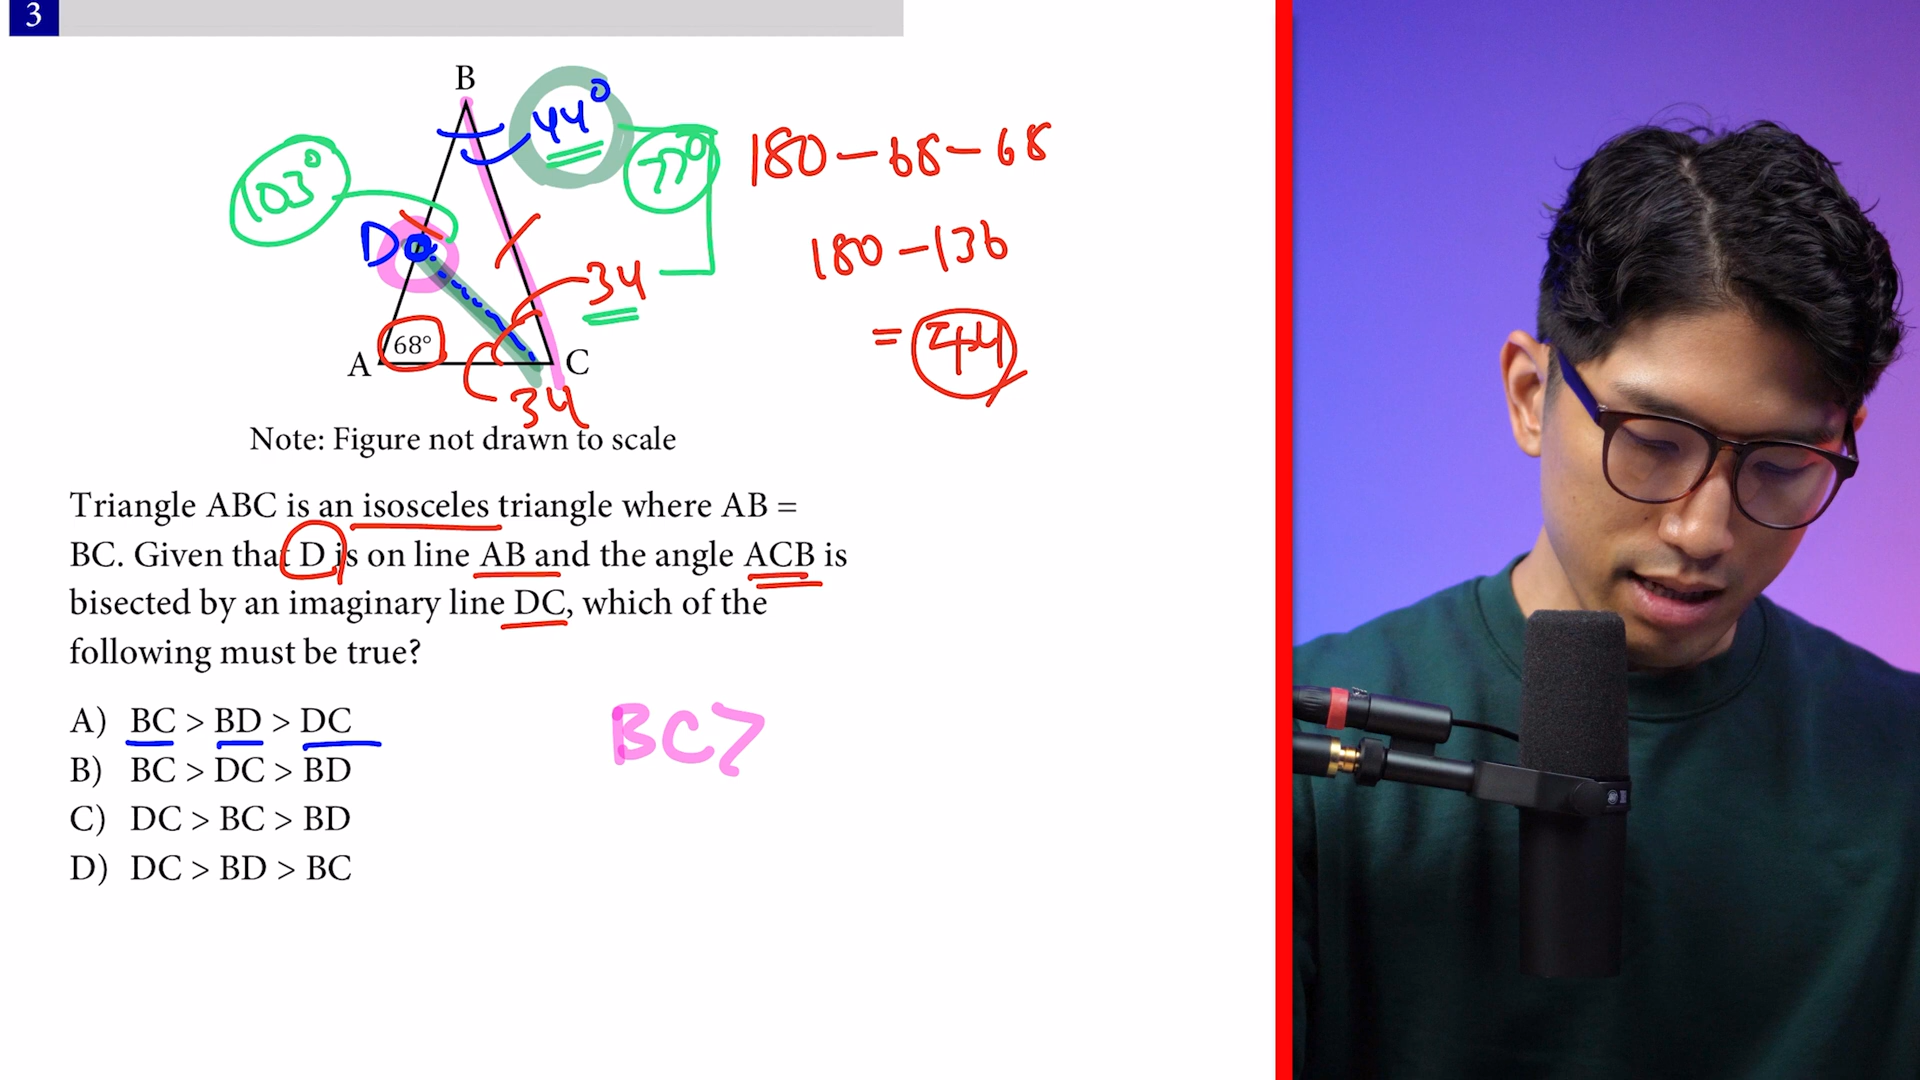 3
B
44°
103°
77°
180-68-68
D
180-136
34
68°
= 44
A
C
34
Note: Figure not drawn to scale
Triangle ABC is an isosceles triangle where AB =
BC. Given that D is on line AB and the angle ACB is
bisected by an imaginary line DC, which of the
following must be true?
A) BC > BD > DC
B) BC > DC > BD
C) DC > BC > BD
D) DC > BD > BC
BC>